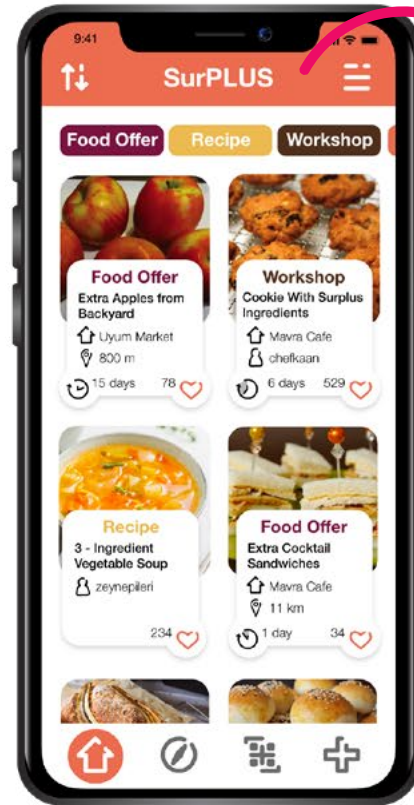 9:41
SurPLUS
Food Offer
Recipe
Workshop
Food Offer
Extra Apples from
Backyard
Uyum Market
800 m
15 days
78
Workshop
Cookie With Surplus
Ingredients
Mavra Cafe
chefkaan
6 days
529
Recipe
3 - Ingredient
Vegetable Soup
zeynepileri
234
Food Offer
Extra Cocktail
Sandwiches
Mavra Cafe
11 km
1 day
34